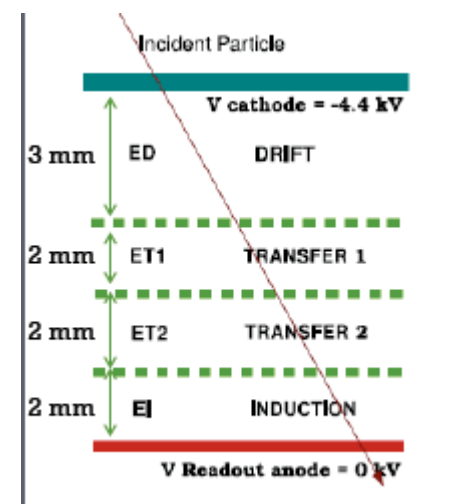 Incident Particle
V cathode = -4.4 kV
3 mm ED DRIFT
2 mm ET1 TRANSFER 1
2 mm ET2 TRANSFER 2
2 mm EI INDUCTION
V Readout anode = 0 kV